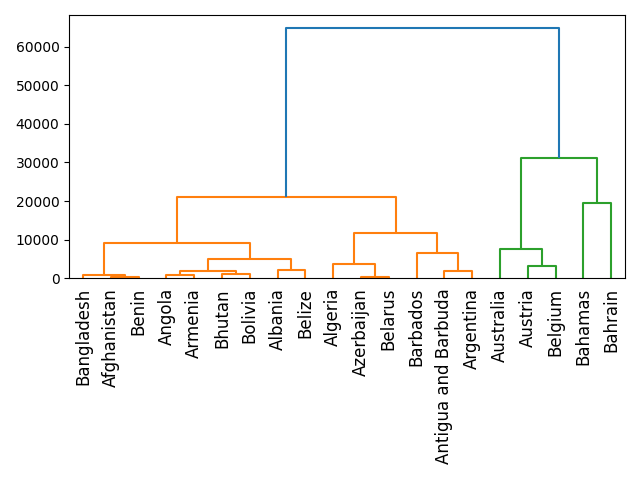 60000
50000
40000
30000
20000
10000
0
Bangladesh
Afghanistan
Benin
Angola
Armenia
Bhutan
Bolivia
Albania
Belize
Algeria
Azerbaijan
Belarus
Barbados
Antigua and Barbuda
Argentina
Australia
Austria
Belgium
Bahamas
Bahrain